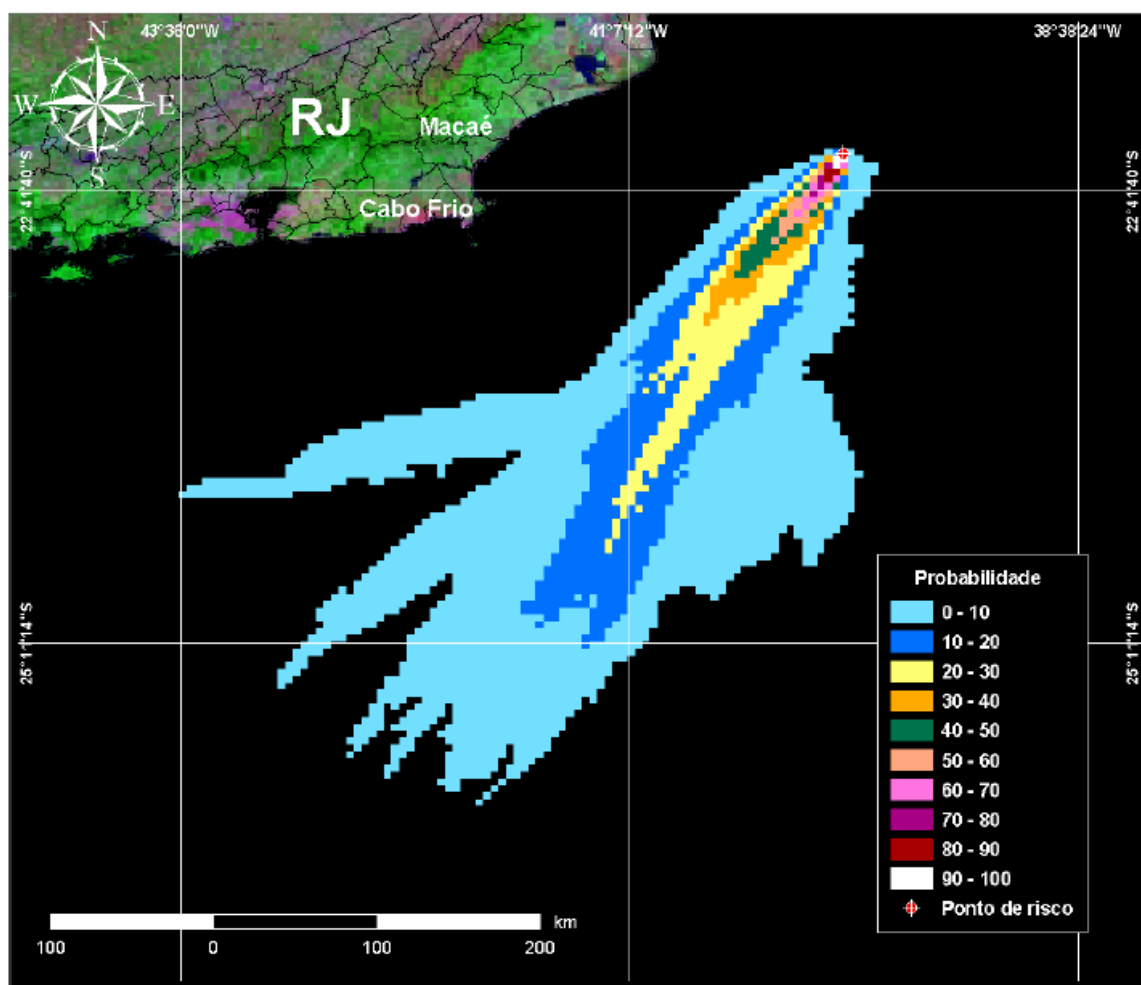 N
43°36'0"W
41°7'12"W
38°38'24"W
W
E
S
RJ
Macaé
Cabo Frio
22°41'40"S
22°41'40"S
25°11'14"S
25°11'14"S
Probabilidade
0 - 10
10 - 20
20 - 30
30 - 40
40 - 50
50 - 60
60 - 70
70 - 80
80 - 90
90 - 100
Ponto de risco
km
100
0
100
200